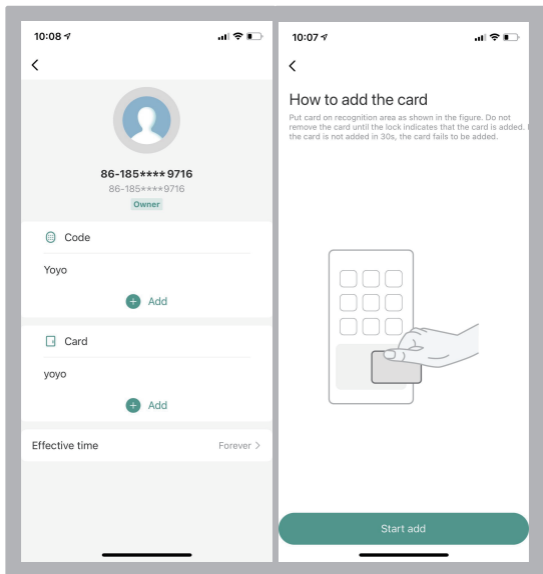 10:08
86-185****9716
86-185****9716
Owner
Code
Yoyo
Add
Card
yoyo
Add
Effective time
Forever
10:07
How to add the card
Put card on recognition area as shown in the figure. Do not
remove the card until the lock indicates that the card is added.
the card is not added in 30s, the card fails to be added.
Start add